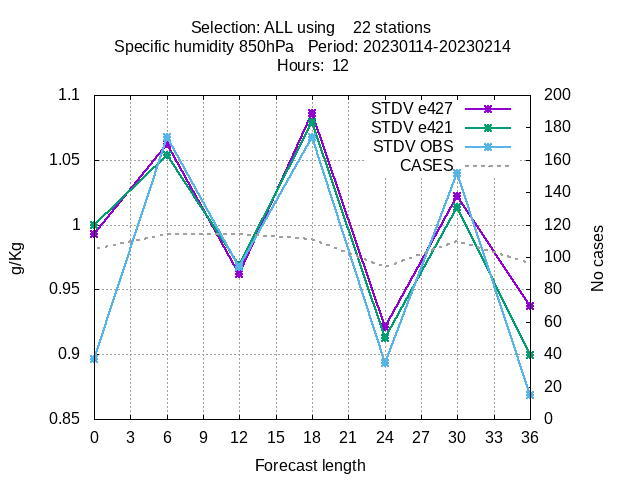 Selection: ALL using    22 stations
Specific humidity 850hPa   Period: 20230114-20230214
Hours:  12
1.1
1.05
1
0.95
0.9
0.85
g/Kg
STDV e427
STDV e421
STDV OBS
CASES
200
180
160
140
120
100
80
60
40
20
0
No cases
0 3 6 9 12 15 18 21 24 27 30 33 36
Forecast length